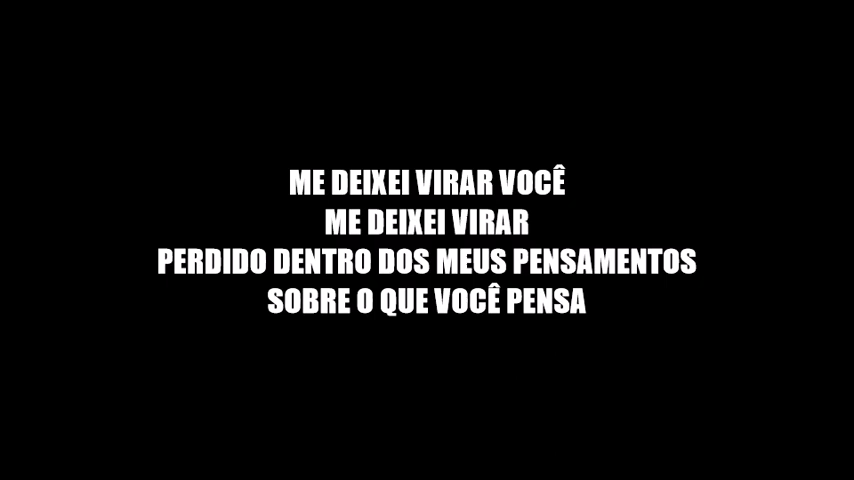 ME DEIXEI VIRAR VOCÊ
ME DEIXEI VIRAR
PERDIDO DENTRO DOS MEUS PENSAMENTOS
SOBRE O QUE VOCÊ PENSA